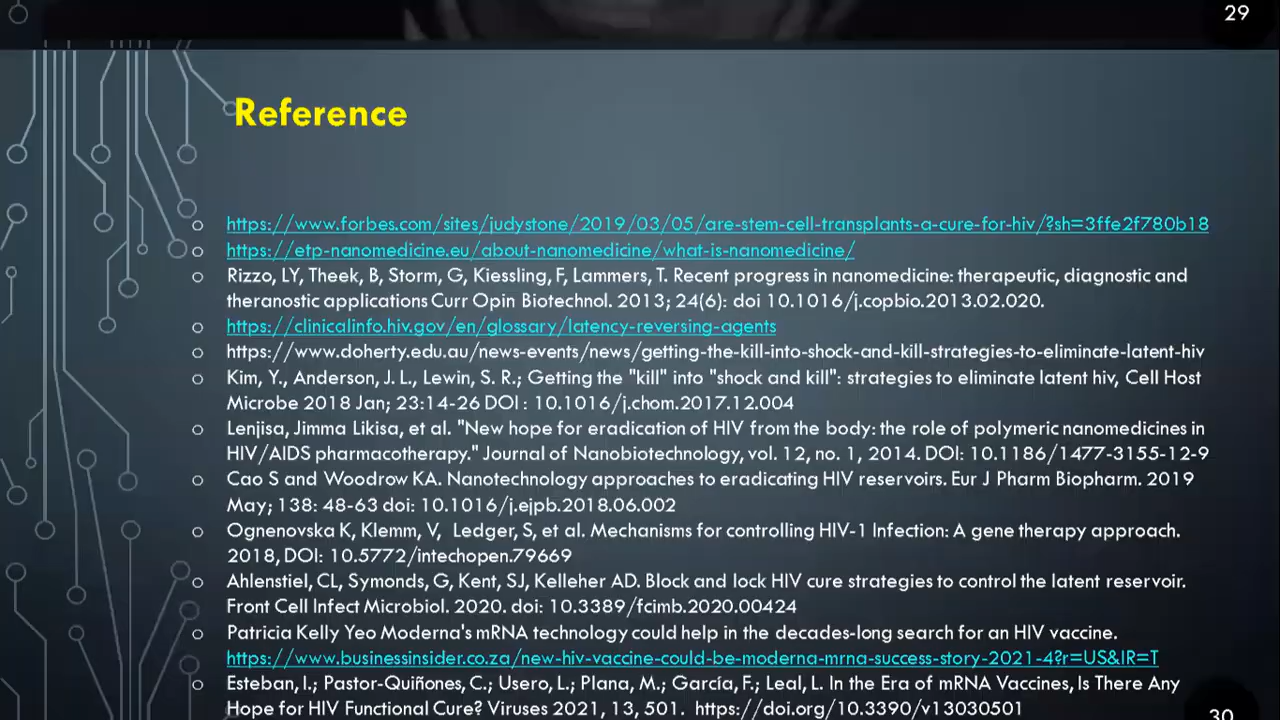 29
Reference
https://www.forbes.com/sites/judystone/2019/03/05/are-stem-cell-transplants-a-cure-for-hiv/?sh=3ffe2f780b18
https://etp-nanomedicine.eu/about-nanomedicine/what-is-nanomedicine/
Rizzo, LY, Theek, B, Storm, G, Kiessling, F, Lammers, T. Recent progress in nanomedicine: therapeutic, diagnostic and
theranostic applications Curr Opin Biotechnol. 2013; 24(6): doi 10.1016/j.copbio.2013.02.020.
https://clinicalinfo.hiv.gov/en/glossary/latency-reversing-agents
https://www.doherty.edu.au/news-events/news/getting-the-kill-into-shock-and-kill-strategies-to-eliminate-latent-hiv
Kim, Y., Anderson, J. L., Lewin, S. R.; Getting the "kill" into "shock and kill": strategies to eliminate latent hiv, Cell Host
Microbe 2018 Jan; 23:14-26 DOI : 10.1016/j.chom.2017.12.004
Lenjisa, Jimma Likisa, et al. "New hope for eradication of HIV from the body: the role of polymeric nanomedicines in
HIV/AIDS pharmacotherapy." Journal of Nanobiotechnology, vol. 12, no. 1, 2014. DOI: 10.1186/1477-3155-12-9
Cao S and Woodrow KA. Nanotechnology approaches to eradicating HIV reservoirs. Eur J Pharm Biopharm. 2019
May; 138: 48-63 doi: 10.1016/j.ejpb.2018.06.002
Ognenovska K, Klemm, V, Ledger, S, et al. Mechanisms for controlling HIV-1 Infection: A gene therapy approach.
2018, DOI: 10.5772/intechopen.79669
Ahlenstiel, CL, Symonds, G, Kent, SJ, Kelleher AD. Block and lock HIV cure strategies to control the latent reservoir.
Front Cell Infect Microbiol. 2020. doi: 10.3389/fcimb.2020.00424
Patricia Kelly Yeo Moderna's mRNA technology could help in the decades-long search for an HIV vaccine.
https://www.businessinsider.co.za/new-hiv-vaccine-could-be-moderna-mrna-success-story-2021-4?r=US&IR=T
Esteban, I.; Pastor-Quiñones, C.; Usero, L.; Plana, M.; García, F.; Leal, L. In the Era of mRNA Vaccines, Is There Any
Hope for HIV Functional Cure? Viruses 2021, 13, 501. https://doi.org/10.3390/v13030501
30